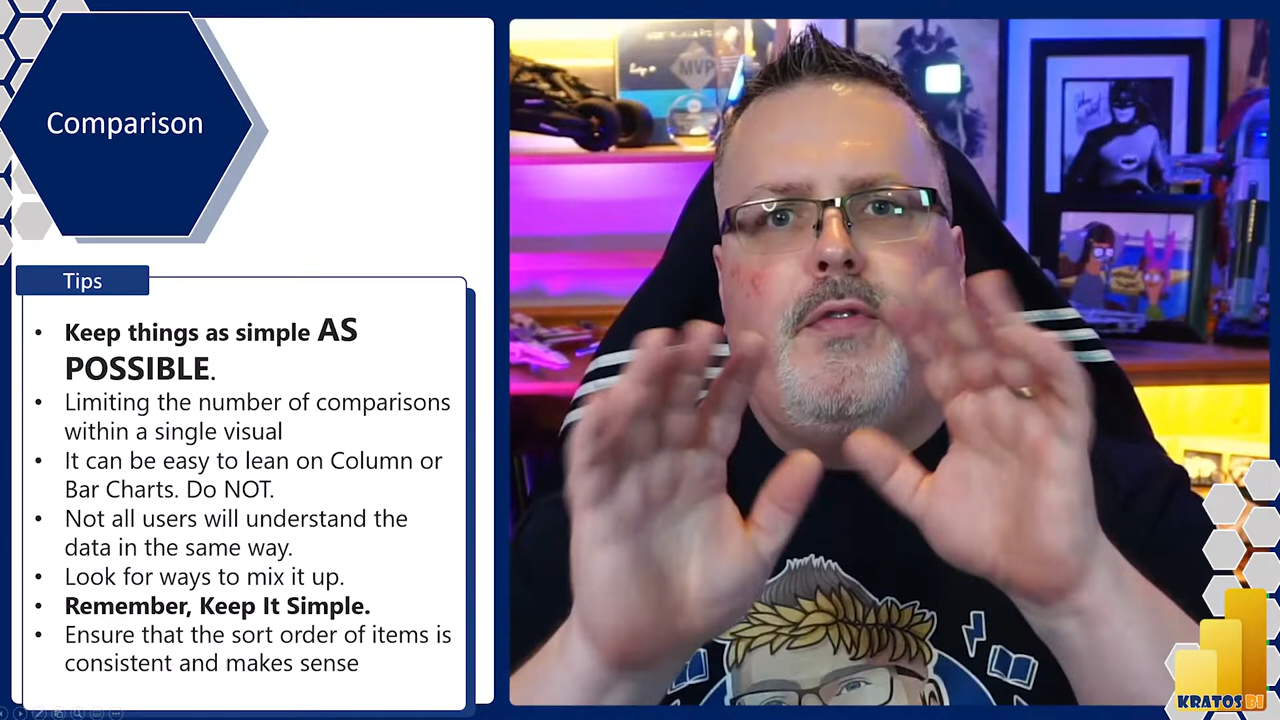 Comparison
Tips
• Keep things as simple AS
POSSIBLE.
• Limiting the number of comparisons
within a single visual
• It can be easy to lean on Column or
Bar Charts. Do NOT.
• Not all users will understand the
data in the same way.
• Look for ways to mix it up.
• Remember, Keep It Simple.
• Ensure that the sort order of items is
consistent and makes sense
MVP
KRATOS BI